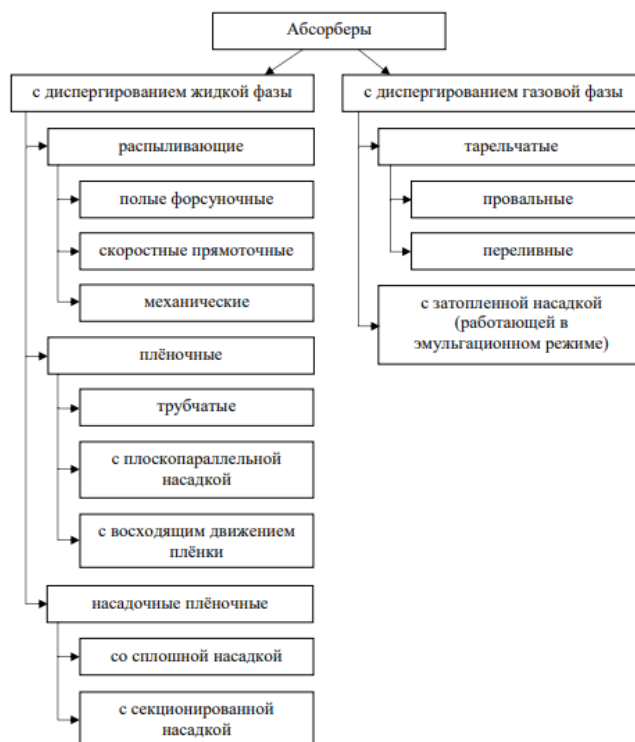 Абсорберы
с диспергированием жидкой фазы
распыливающие
полые форсуночные
скоростные прямоточные
механические
плёночные
трубчатые
с плоскопараллельной
насадкой
с восходящим движением
плёнки
насадочные плёночные
со сплошной насадкой
с секционированной
насадкой
с диспергированием газовой фазы
тарельчатые
провальные
переливные
с затопленной насадкой
(работающей в
эмульгационном режиме)